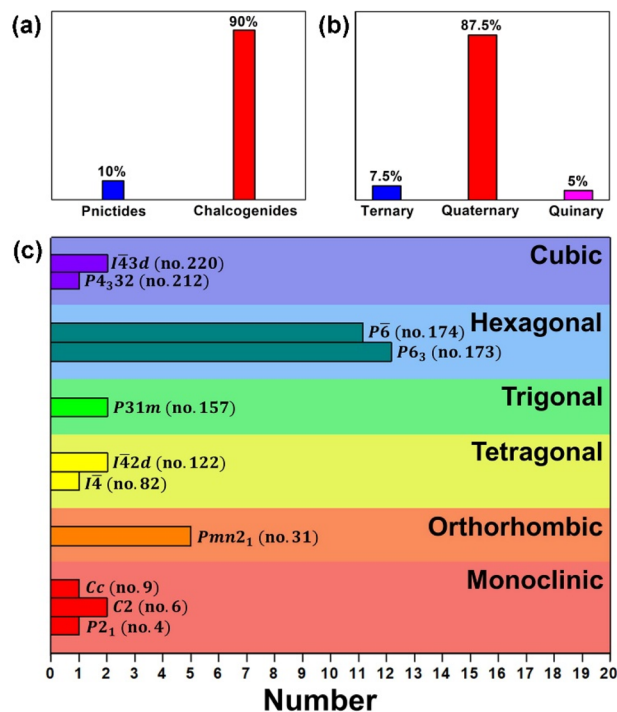 (a)
90%
10%
Pnictides Chalcogenides
(b)
87.5%
7.5%
5%
Ternary Quaternary Quinary
(c)
Cubic
I4̅3d (no. 220)
P4₃32 (no. 212)
Hexagonal
P6̅ (no. 174)
P6₃ (no. 173)
Trigonal
P31m (no. 157)
Tetragonal
I4̅2d (no. 122)
I4̅ (no. 82)
Orthorhombic
Pmn2₁ (no. 31)
Monoclinic
Cc (no. 9)
C2 (no. 6)
P2₁ (no. 4)
0 1 2 3 4 5 6 7 8 9 10 11 12 13 14 15 16 17 18 19 20
Number